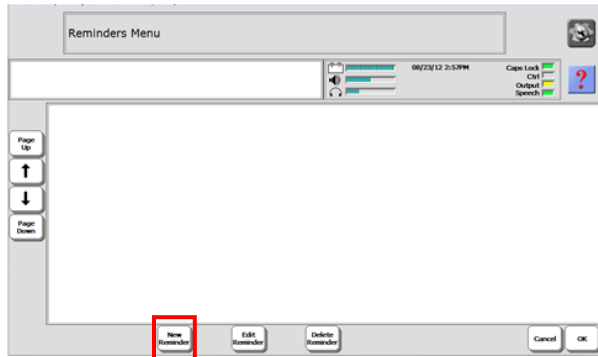 Reminders Menu
08/23/12 2:57PM
Caps Lock
Ctrl
Output
Speech
?
Page
Up
↑
↓
Page
Down
New
Reminder
Edit
Reminder
Delete
Reminder
Cancel
OK